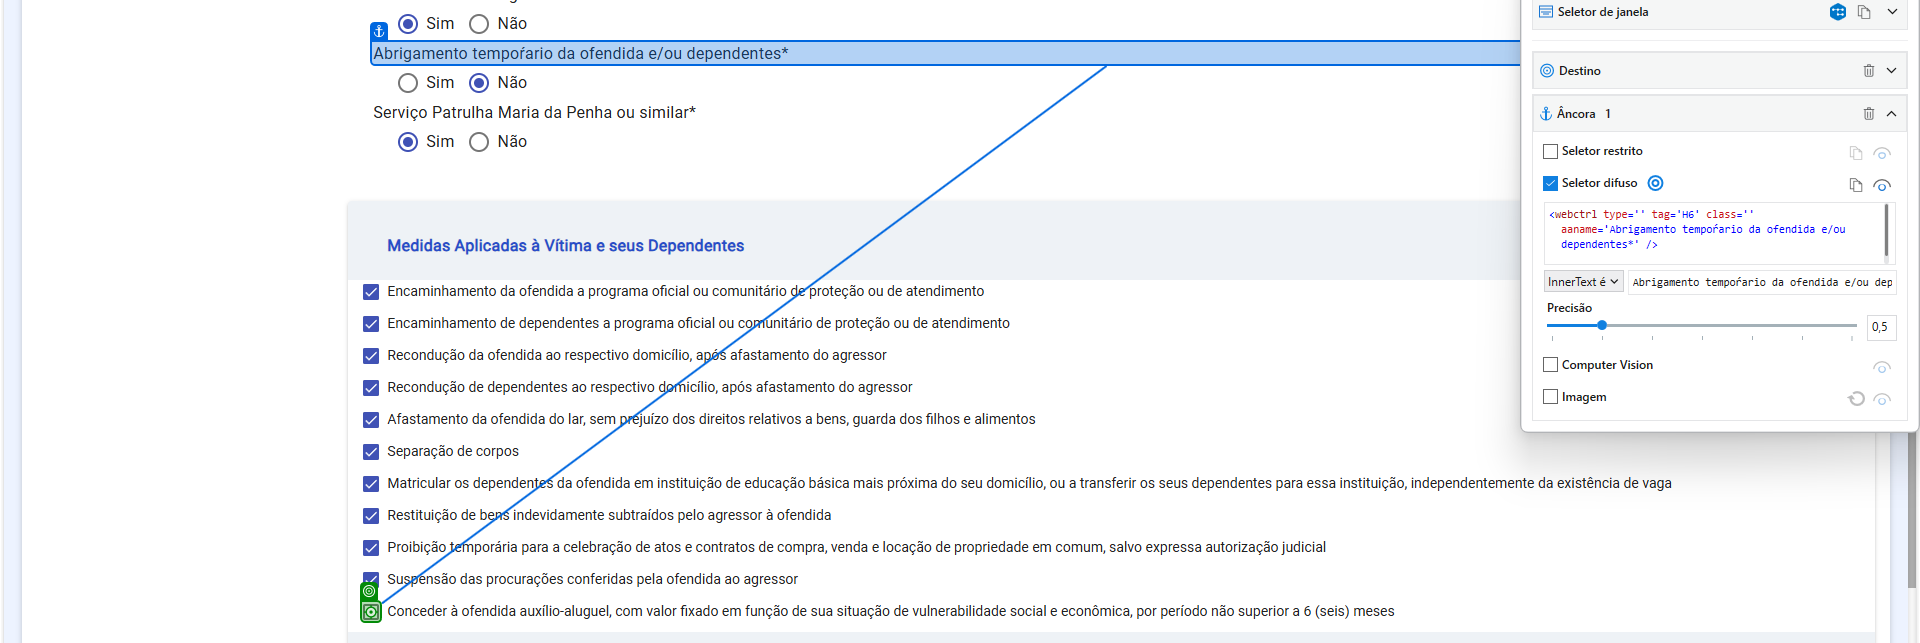 Sim Não
Abrigamento tempoŕario da ofendida e/ou dependentes*
Sim Não
Serviço Patrulha Maria da Penha ou similar*
Sim Não
Medidas Aplicadas à Vítima e seus Dependentes
Encaminhamento da ofendida a programa oficial ou comunitário de proteção ou de atendimento
Encaminhamento de dependentes a programa oficial ou comunitário de proteção ou de atendimento
Recondução da ofendida ao respectivo domicílio, após afastamento do agressor
Recondução de dependentes ao respectivo domicílio, após afastamento do agressor
Afastamento da ofendida do lar, sem prejuízo dos direitos relativos a bens, guarda dos filhos e alimentos
Separação de corpos
Matricular os dependentes da ofendida em instituição de educação básica mais próxima do seu domicílio, ou a transferir os seus dependentes para essa instituição, independentemente da existência de vaga
Restituição de bens indevidamente subtraídos pelo agressor à ofendida
Proibição temporária para a celebração de atos e contratos de compra, venda e locação de propriedade em comum, salvo expressa autorização judicial
Suspensão das procurações conferidas pela ofendida ao agressor
Conceder à ofendida auxílio-aluguel, com valor fixado em função de sua situação de vulnerabilidade social e econômica, por período não superior a 6 (seis) meses
Seletor de janela
Destino
Âncora 1
Seletor restrito
Seletor difuso
<webctrl type='' tag='H6' class=''
aaname='Abrigamento tempoŕario da ofendida e/ou
dependentes*' />
InnerText é Abrigamento tempoŕario da ofendida e/ou dep
Precisão
0,5
Computer Vision
Imagem